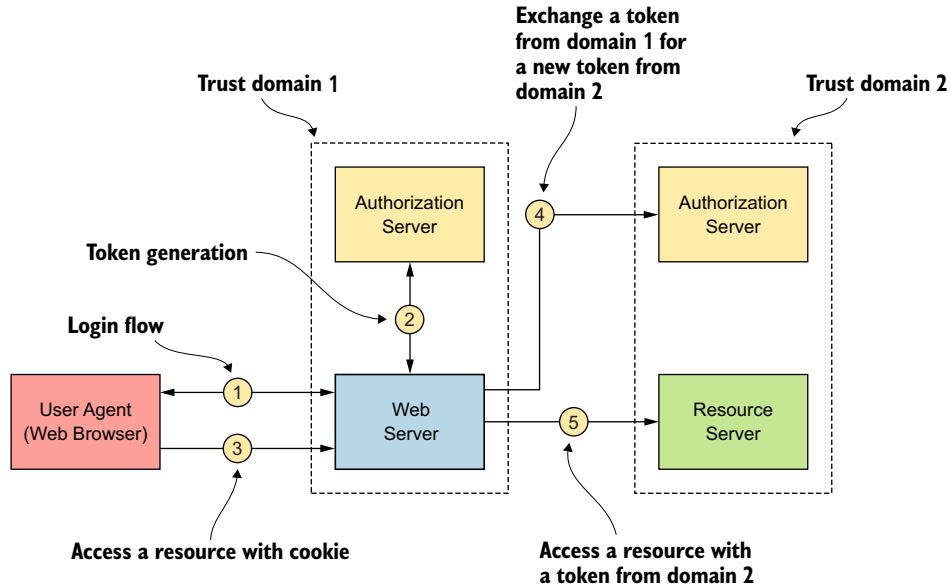 Exchange a token
from domain 1 for
a new token from
domain 2
Trust domain 1
Trust domain 2
Authorization
Server
4
Authorization
Server
Token generation
2
Login flow
1
User Agent
(Web Browser)
Web
Server
5
Resource
Server
3
Access a resource with cookie
Access a resource with
a token from domain 2